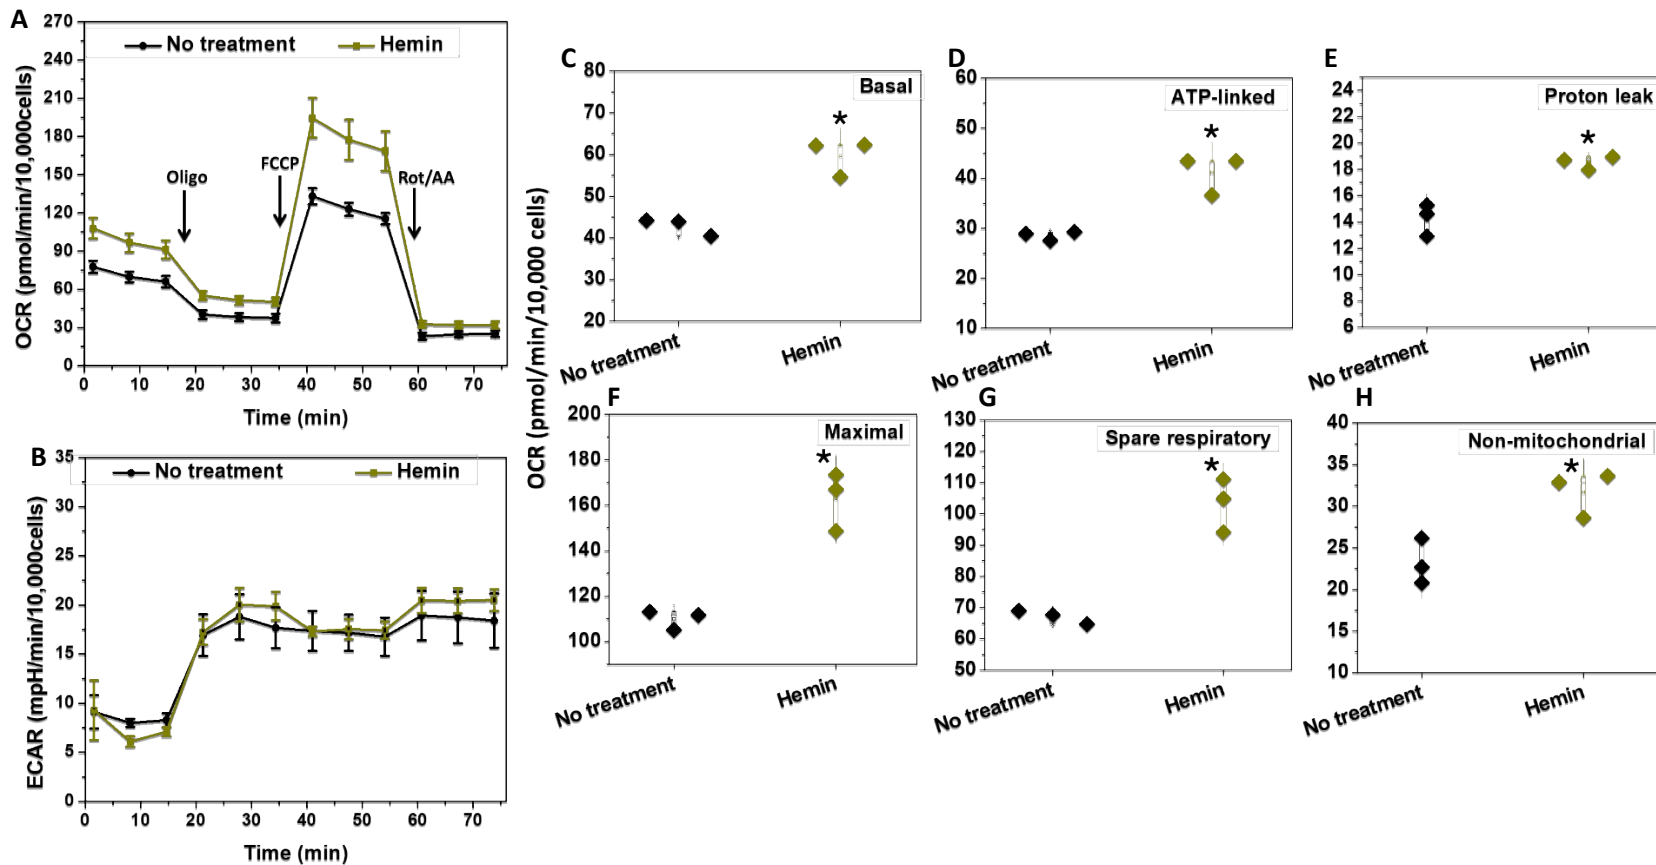 A
270
240
210
180
150
120
90
60
30
0
OCR (pmol/min/10,000cells)
No treatment
Hemin
Oligo
FCCP
Rot/AA
0 10 20 30 40 50 60 70
Time (min)
B
35
30
25
20
15
10
5
0
ECAR (mpH/min/10,000cells)
No treatment
Hemin
0 10 20 30 40 50 60 70
Time (min)
OCR (pmol/min/10,000 cells)
C
80
70
60
50
40
30
20
Basal
*
No treatment
Hemin
D
60
50
40
30
20
10
ATP-linked
*
No treatment
Hemin
E
24
22
20
18
16
14
12
10
8
6
Proton leak
*
No treatment
Hemin
F
200
180
160
140
120
100
Maximal
*
No treatment
Hemin
G
130
120
110
100
90
80
70
60
50
Spare respiratory
*
No treatment
Hemin
H
40
35
30
25
20
15
10
Non-mitochondrial
*
No treatment
Hemin